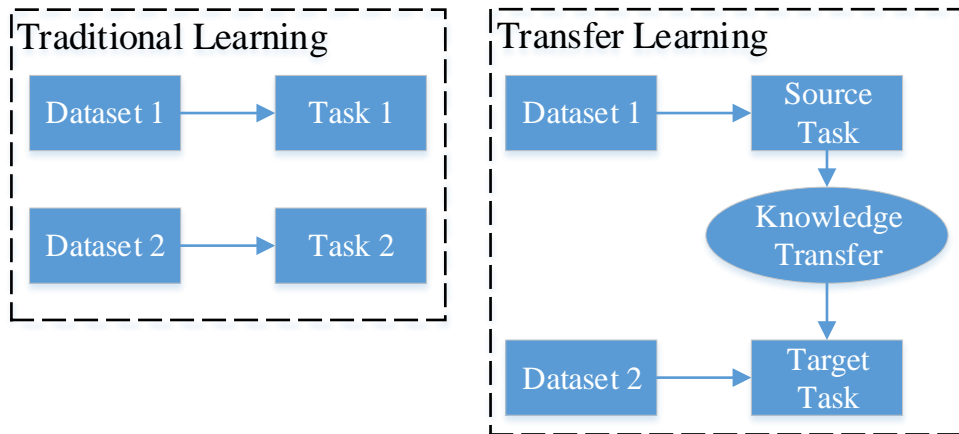 Traditional Learning
Dataset 1
Task 1
Dataset 2
Task 2
Transfer Learning
Dataset 1
Source
Task
Knowledge
Transfer
Dataset 2
Target
Task